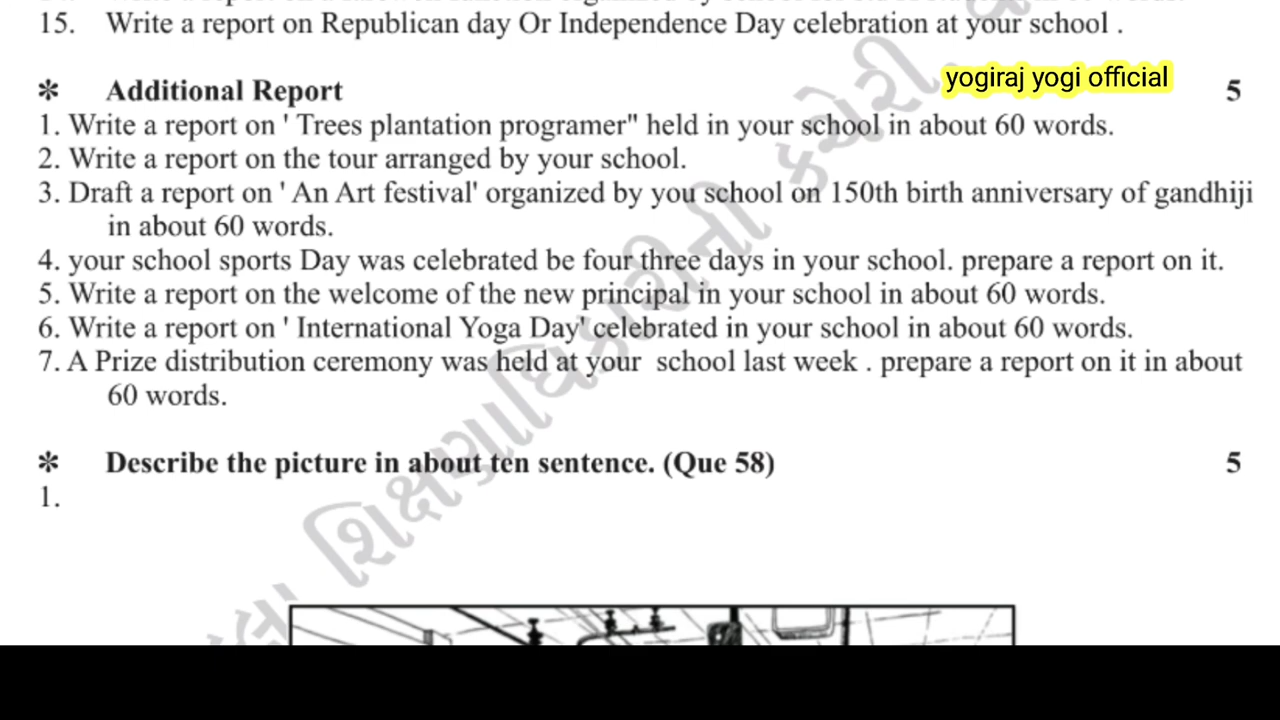 15. Write a report on Republican day Or Independence Day celebration at your school .
yogiraj yogi official
✻ Additional Report 5
1. Write a report on ' Trees plantation programer" held in your school in about 60 words.
2. Write a report on the tour arranged by your school.
3. Draft a report on ' An Art festival' organized by you school on 150th birth anniversary of gandhiji
in about 60 words.
4. your school sports Day was celebrated be four three days in your school. prepare a report on it.
5. Write a report on the welcome of the new principal in your school in about 60 words.
6. Write a report on ' International Yoga Day' celebrated in your school in about 60 words.
7. A Prize distribution ceremony was held at your school last week . prepare a report on it in about
60 words.
✻ Describe the picture in about ten sentence. (Que 58) 5
1.
શિક્ષણાધિકારીની કચેરી,